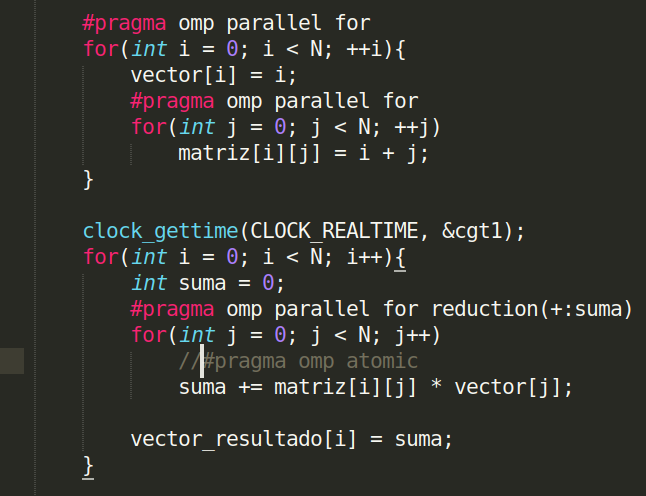 #pragma omp parallel for
for(int i = 0; i < N; ++i){
vector[i] = i;
#pragma omp parallel for
for(int j = 0; j < N; ++j)
matriz[i][j] = i + j;
}
clock_gettime(CLOCK_REALTIME, &cgt1);
for(int i = 0; i < N; i++){
int suma = 0;
#pragma omp parallel for reduction(+:suma)
for(int j = 0; j < N; j++)
//#pragma omp atomic
suma += matriz[i][j] * vector[j];
vector_resultado[i] = suma;
}